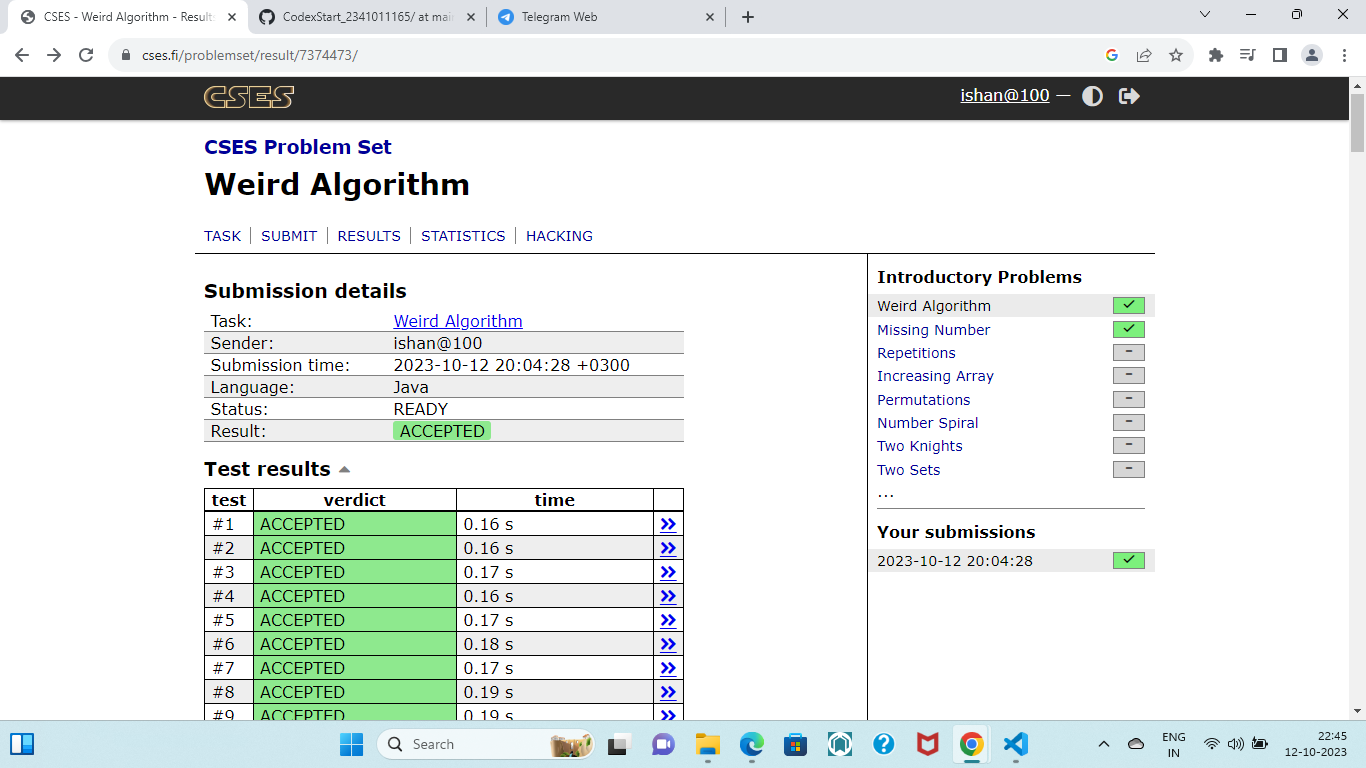 CSES - Weird Algorithm - Results
CodexStart_2341011165/ at mai
Telegram Web
cses.fi/problemset/result/7374473/
CSES
ishan@100 —
CSES Problem Set
Weird Algorithm
TASK | SUBMIT | RESULTS | STATISTICS | HACKING
Submission details
Task: Weird Algorithm
Sender: ishan@100
Submission time: 2023-10-12 20:04:28 +0300
Language: Java
Status: READY
Result: ACCEPTED
Test results
test verdict time
#1 ACCEPTED 0.16 s »
#2 ACCEPTED 0.16 s »
#3 ACCEPTED 0.17 s »
#4 ACCEPTED 0.16 s »
#5 ACCEPTED 0.17 s »
#6 ACCEPTED 0.18 s »
#7 ACCEPTED 0.17 s »
#8 ACCEPTED 0.19 s »
#9 ACCEPTED 0.19 s »
Introductory Problems
Weird Algorithm
Missing Number
Repetitions -
Increasing Array -
Permutations -
Number Spiral -
Two Knights -
Two Sets -
...
Your submissions
2023-10-12 20:04:28
Search
ENG
IN
22:45
12-10-2023